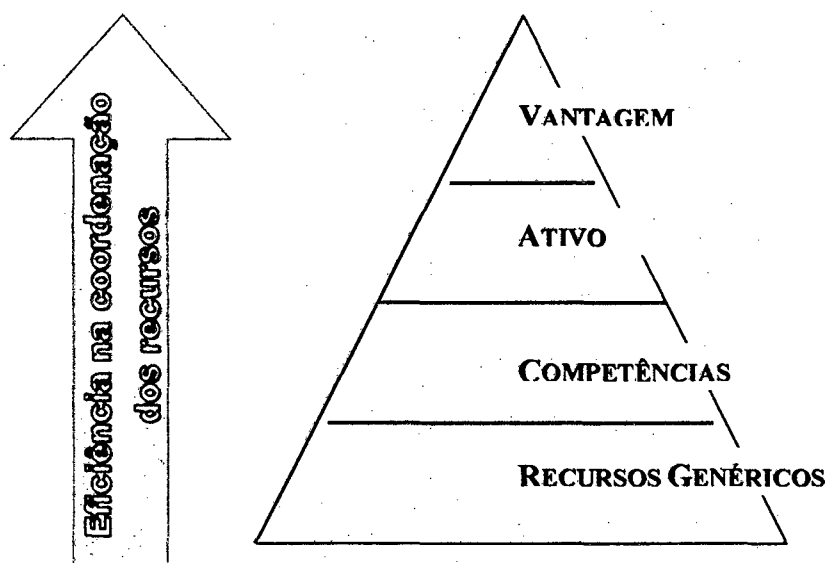 Eficiência na coordenação
dos recursos
VANTAGEM
ATIVO
COMPETÊNCIAS
RECURSOS GENÉRICOS